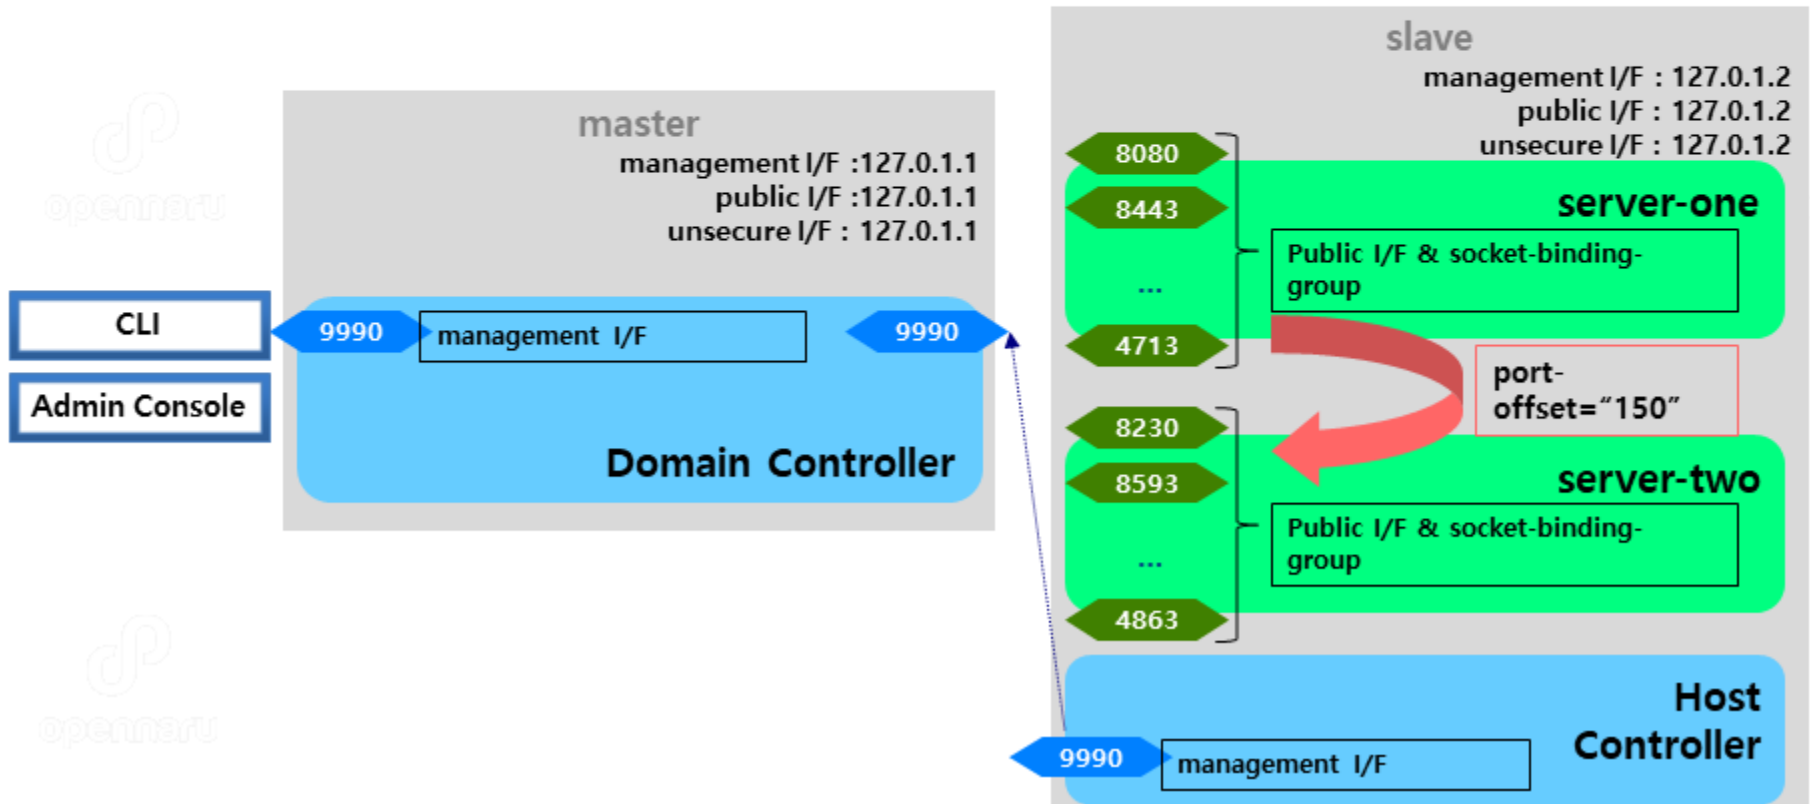 slave
management I/F : 127.0.1.2
public I/F : 127.0.1.2
unsecure I/F : 127.0.1.2
master
management I/F :127.0.1.1
public I/F :127.0.1.1
unsecure I/F : 127.0.1.1
opennaru
CLI
Admin Console
9990
management I/F
9990
Domain Controller
8080
8443
...
4713
server-one
Public I/F & socket-binding-
group
port-
offset="150"
8230
8593
...
4863
server-two
Public I/F & socket-binding-
group
opennaru
Host
Controller
9990
management I/F